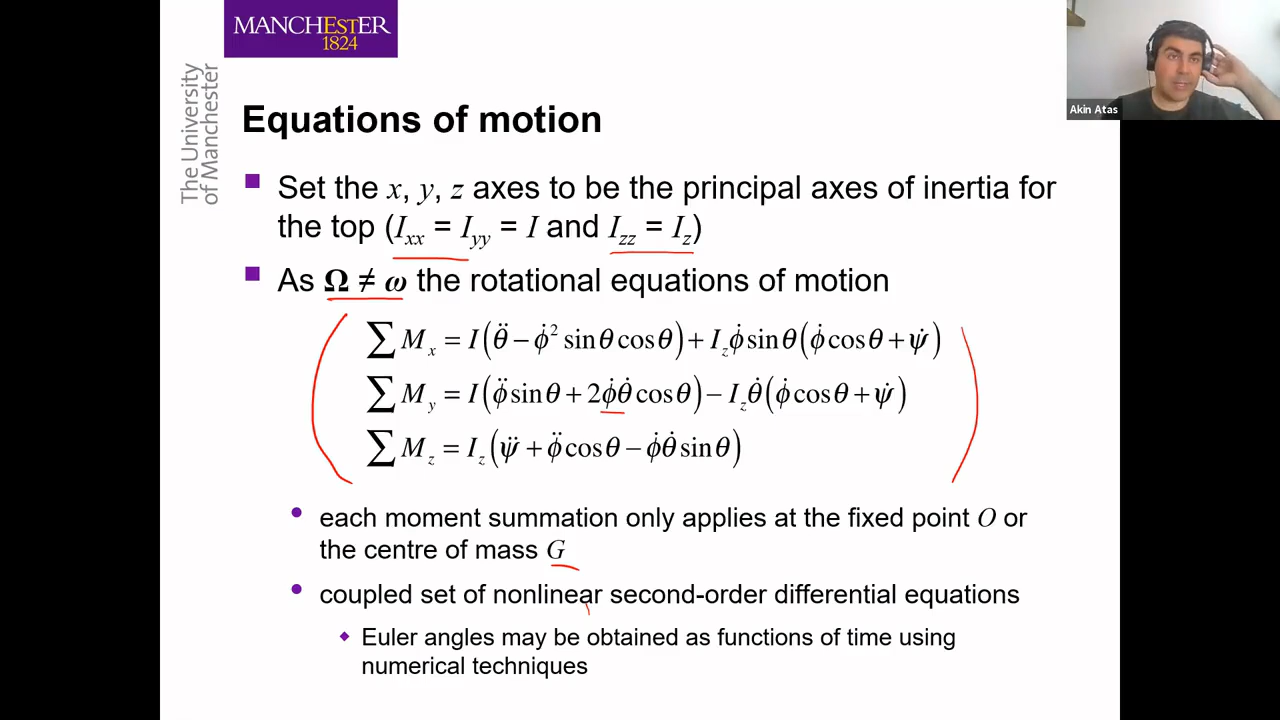 MANCHESTER
1824
The University
of Manchester
Akin Atas
Equations of motion
Set the x, y, z axes to be the principal axes of inertia for
the top (Ixx = Iyy = I and Izz = Iz)
As Ω ≠ ω the rotational equations of motion
∑ Mx = I(θ̈ − φ̇² sinθ cosθ) + Izφ̇ sinθ(φ̇ cosθ + ψ̇)
∑ My = I(φ̈ sinθ + 2φ̇θ̇ cosθ) − Izθ̇(φ̇ cosθ + ψ̇)
∑ Mz = Iz(ψ̈ + φ̈ cosθ − φ̇θ̇ sinθ)
• each moment summation only applies at the fixed point O or
the centre of mass G
• coupled set of nonlinear second-order differential equations
◆ Euler angles may be obtained as functions of time using
numerical techniques